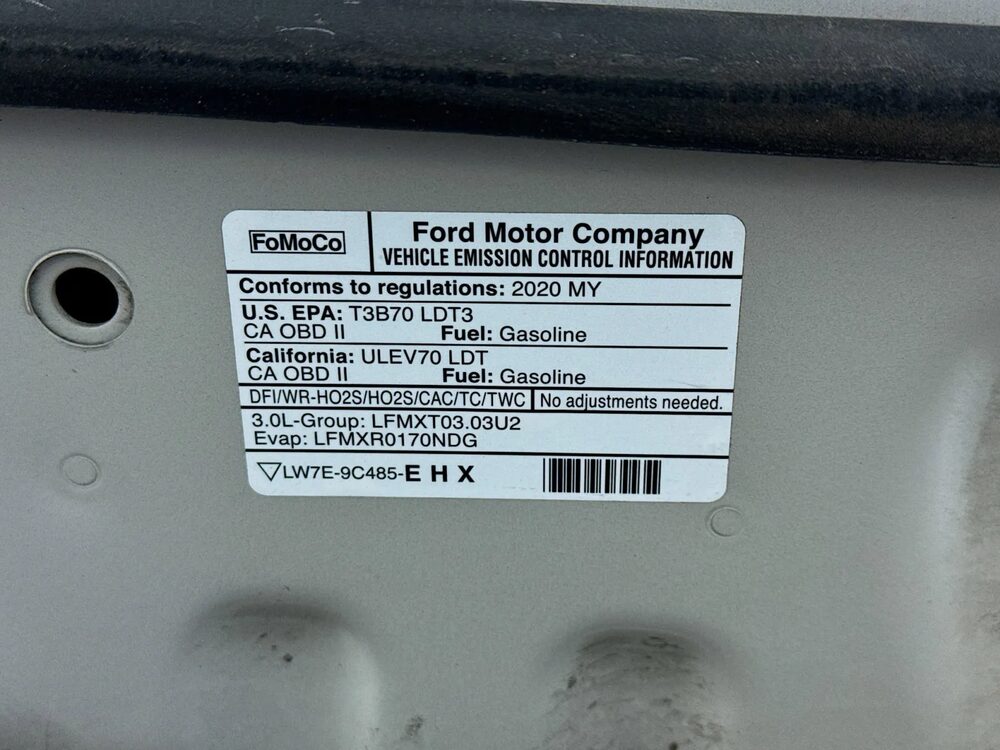 FoMoCo
Ford Motor Company
VEHICLE EMISSION CONTROL INFORMATION
Conforms to regulations: 2020 MY
U.S. EPA: T3B70 LDT3
CA OBD II Fuel: Gasoline
California: ULEV70 LDT
CA OBD II Fuel: Gasoline
DFI/WR-HO2S/HO2S/CAC/TC/TWC No adjustments needed.
3.0L-Group: LFMXT03.03U2
Evap: LFMXR0170NDG
LW7E-9C485-E H X